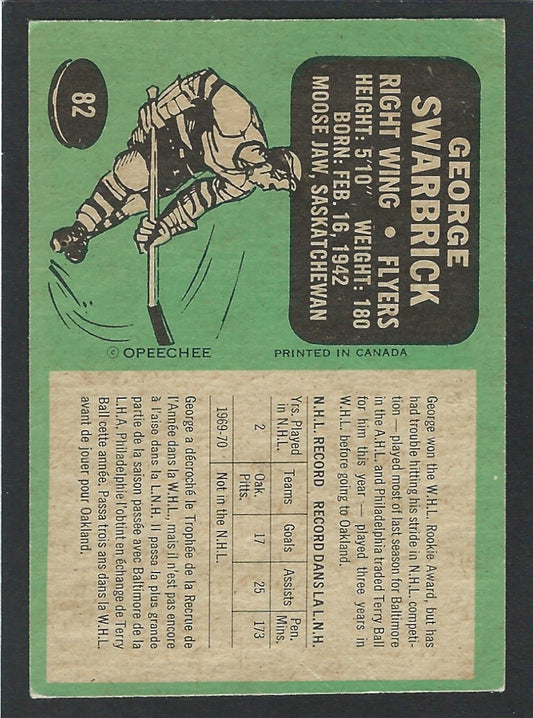 82
GEORGE
SWARBRICK
RIGHT WING • FLYERS
HEIGHT: 5'10" WEIGHT: 180
BORN: FEB. 16, 1942
MOOSE JAW, SASKATCHEWAN
© OPEECHEE
PRINTED IN CANADA
George won the W.H.L. Rookie Award, but has
had trouble hitting his stride in N.H.L. competi-
tion — played most of last season for Baltimore
in the A.H.L. and Philadelphia traded Terry Ball
for him this year — played three years in
W.H.L. before going to Oakland.
N.H.L. RECORD RECORD DANS LA L.N.H.
Yrs. Played in N.H.L. Teams Goals Assists Pen. Mins.
2 Oak. Pitts. 17 25 173
1969-70 Not in the N.H.L.
George a décroché le Trophée de la Recrue de
l'Année dans la W.H.L. mais il n'est pas encore
à l'aise dans la L.N.H. Il passa la plus grande
partie de la saison passée avec Baltimore de la
L.H.A. Philadelphie l'obtint en échange de Terry
Ball cette année. Passa trois ans dans la W.H.L.
avant de jouer pour Oakland.